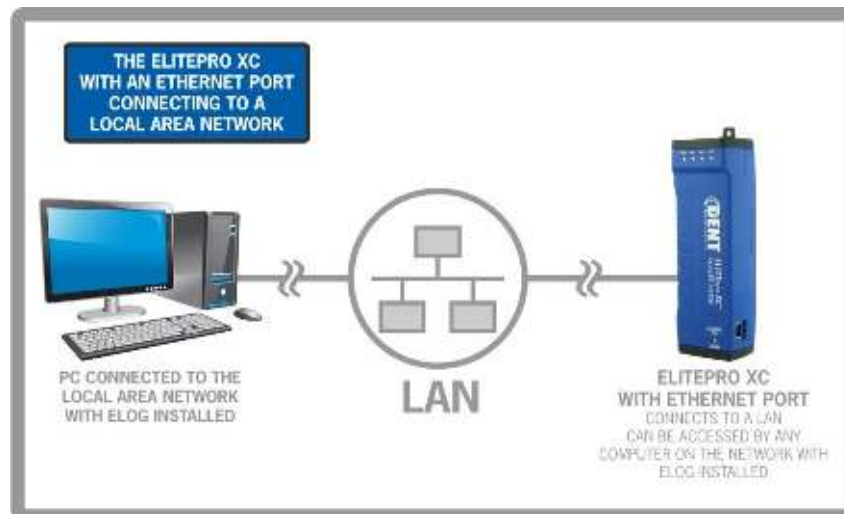 THE ELITEPRO XC
WITH AN ETHERNET PORT
CONNECTING TO A
LOCAL AREA NETWORK
PC CONNECTED TO THE
LOCAL AREA NETWORK
WITH ELOG INSTALLED
LAN
DENT
ELITEPRO XC
WITH ETHERNET PORT
CONNECTS TO A LAN
CAN BE ACCESSED BY ANY
COMPUTER ON THE NETWORK WITH
ELOG INSTALLED